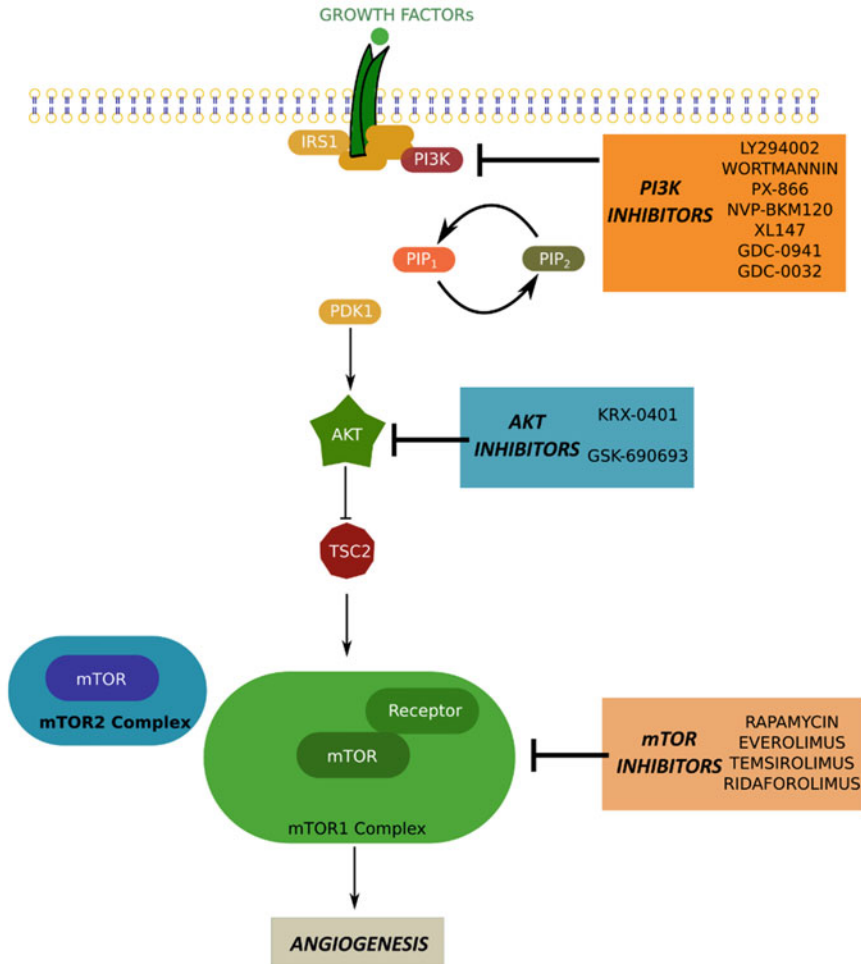 GROWTH FACTORs
IRS1
PI3K
PI3K
INHIBITORS
LY294002
WORTMANNIN
PX-866
NVP-BKM120
XL147
GDC-0941
GDC-0032
PIP₁
PIP₂
PDK1
AKT
AKT
INHIBITORS
KRX-0401
GSK-690693
TSC2
mTOR
mTOR2 Complex
Receptor
mTOR
mTOR1 Complex
mTOR
INHIBITORS
RAPAMYCIN
EVEROLIMUS
TEMSIROLIMUS
RIDAFOROLIMUS
ANGIOGENESIS